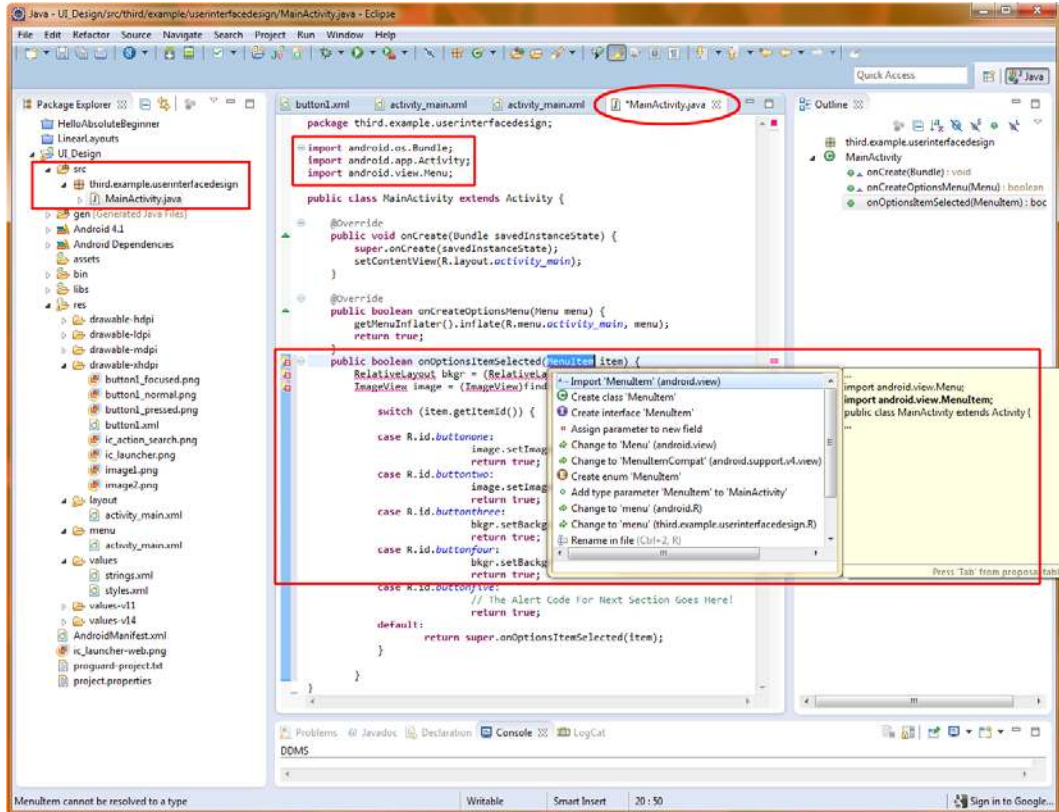 Java - UI_Design/src/third/example/userinterfacedesign/MainActivity.java - Eclipse
File Edit Refactor Source Navigate Search Project Run Window Help
Quick Access
Java
Package Explorer
HelloAbsoluteBeginner
LinearLayouts
UI_Design
src
third.example.userinterfacedesign
MainActivity.java
gen [Generated Java Files]
Android 4.1
Android Dependencies
assets
bin
libs
res
drawable-hdpi
drawable-ldpi
drawable-mdpi
drawable-xhdpi
button1_focused.png
button1_normal.png
button1_pressed.png
button1.xml
ic_action_search.png
ic_launcher.png
image1.png
image2.png
layout
activity_main.xml
menu
activity_main.xml
values
strings.xml
styles.xml
values-v11
values-v14
AndroidManifest.xml
ic_launcher-web.png
proguard-project.txt
project.properties
button1.xml activity_main.xml activity_main.xml *MainActivity.java
package third.example.userinterfacedesign;
import android.os.Bundle;
import android.app.Activity;
import android.view.Menu;
public class MainActivity extends Activity {
@Override
public void onCreate(Bundle savedInstanceState) {
super.onCreate(savedInstanceState);
setContentView(R.layout.activity_main);
}
@Override
public boolean onCreateOptionsMenu(Menu menu) {
getMenuInflater().inflate(R.menu.activity_main, menu);
return true;
}
public boolean onOptionsItemSelected(MenuItem item) {
RelativeLayout bkgr = (RelativeLa
ImageView image = (ImageView)find
switch (item.getItemId()) {
case R.id.buttonone:
image.setImag
return true;
case R.id.buttontwo:
image.setImag
return true;
case R.id.buttonthree:
bkgr.setBackg
return true;
case R.id.buttonfour:
bkgr.setBackg
return true;
case R.id.buttonfive:
// The Alert Code For Next Section Goes Here!
return true;
default:
return super.onOptionsItemSelected(item);
}
}
}
Import 'MenuItem' (android.view)
Create class 'MenuItem'
Create interface 'MenuItem'
Assign parameter to new field
Change to 'Menu' (android.view)
Change to 'MenuItemCompat' (android.support.v4.view)
Create enum 'MenuItem'
Add type parameter 'MenuItem' to 'MainActivity'
Change to 'menu' (android.R)
Change to 'menu' (third.example.userinterfacedesign.R)
Rename in file (Ctrl+2, R)
...
import android.view.Menu;
import android.view.MenuItem;
public class MainActivity extends Activity {
...
Press 'Tab' from proposal tabl
Outline
third.example.userinterfacedesign
MainActivity
onCreate(Bundle) : void
onCreateOptionsMenu(Menu) : boolean
onOptionsItemSelected(MenuItem) : boc
Problems Javadoc Declaration Console LogCat
DDMS
MenuItem cannot be resolved to a type
Writable Smart Insert 20 : 50
Sign in to Google...